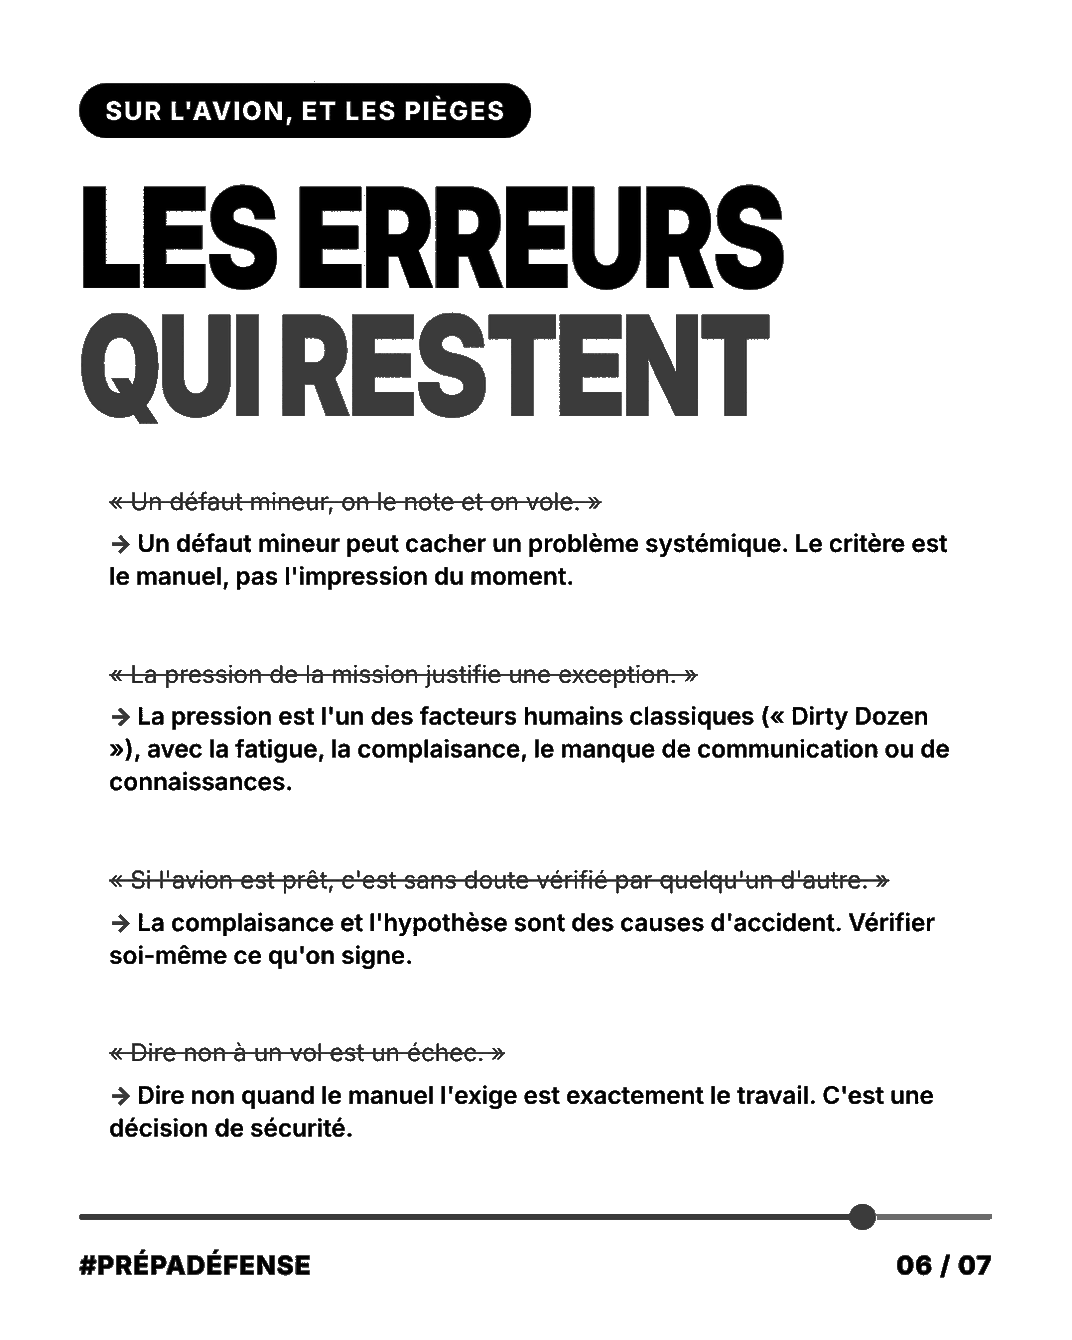 SUR L'AVION, ET LES PIÈGES
LES ERREURS
QUI RESTENT
« Un défaut mineur, on le note et on vole. »
→ Un défaut mineur peut cacher un problème systémique. Le critère est
le manuel, pas l'impression du moment.
« La pression de la mission justifie une exception. »
→ La pression est l'un des facteurs humains classiques (« Dirty Dozen
»), avec la fatigue, la complaisance, le manque de communication ou de
connaissances.
« Si l'avion est prêt, c'est sans doute vérifié par quelqu'un d'autre. »
→ La complaisance et l'hypothèse sont des causes d'accident. Vérifier
soi-même ce qu'on signe.
« Dire non à un vol est un échec. »
→ Dire non quand le manuel l'exige est exactement le travail. C'est une
décision de sécurité.
#PRÉPADÉFENSE
06 / 07